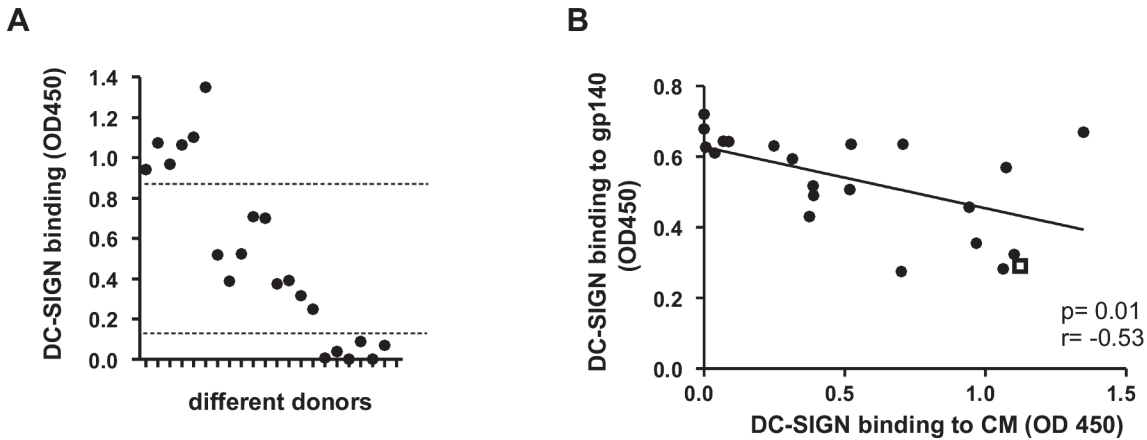 A
DC-SIGN binding (OD450)
1.4
1.2
1.0
0.8
0.6
0.4
0.2
0.0
different donors
B
DC-SIGN binding to gp140
(OD450)
0.8
0.6
0.4
0.2
0.0
0.0
0.5
1.0
1.5
p= 0.01
r= -0.53
DC-SIGN binding to CM (OD 450)